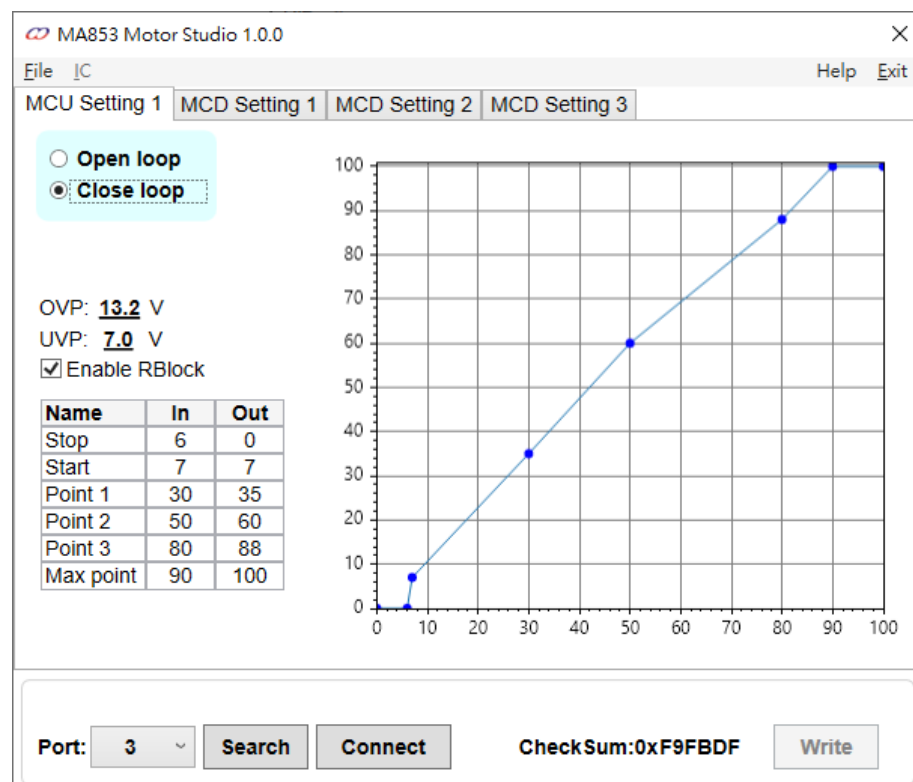 MA853 Motor Studio 1.0.0
File IC Help Exit
MCU Setting 1 MCD Setting 1 MCD Setting 2 MCD Setting 3
Open loop
Close loop
OVP: 13.2 V
UVP: 7.0 V
Enable RBlock
Name In Out
Stop 6 0
Start 7 7
Point 1 30 35
Point 2 50 60
Point 3 80 88
Max point 90 100
100
90
80
70
60
50
40
30
20
10
0
0 10 20 30 40 50 60 70 80 90 100
Port: 3 Search Connect CheckSum:0xF9FBDF Write